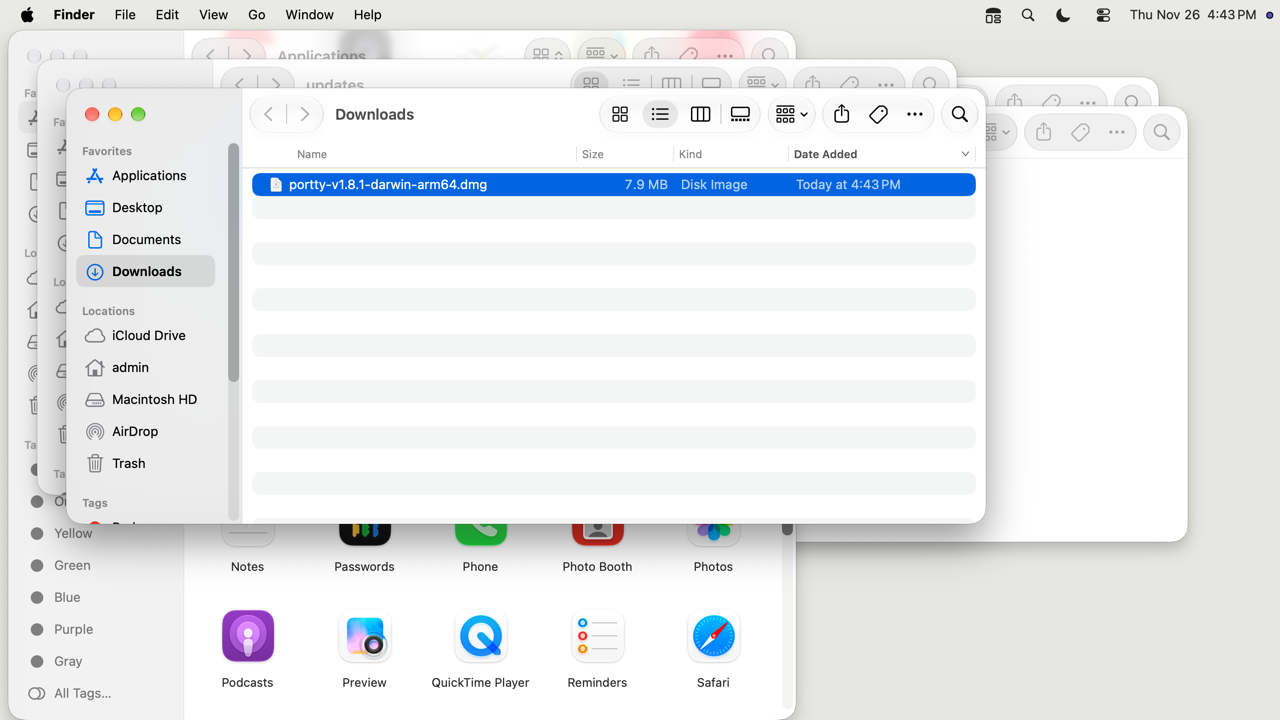 Finder File Edit View Go Window Help
Thu Nov 26 4:43 PM
Applications
updates
Downloads
Favorites
Applications
Desktop
Documents
Downloads
Locations
iCloud Drive
admin
Macintosh HD
AirDrop
Trash
Tags
Name Size Kind Date Added
portty-v1.8.1-darwin-arm64.dmg 7.9 MB Disk Image Today at 4:43 PM
Yellow
Green
Blue
Purple
Gray
All Tags...
Notes Passwords Phone Photo Booth Photos
Podcasts Preview QuickTime Player Reminders Safari